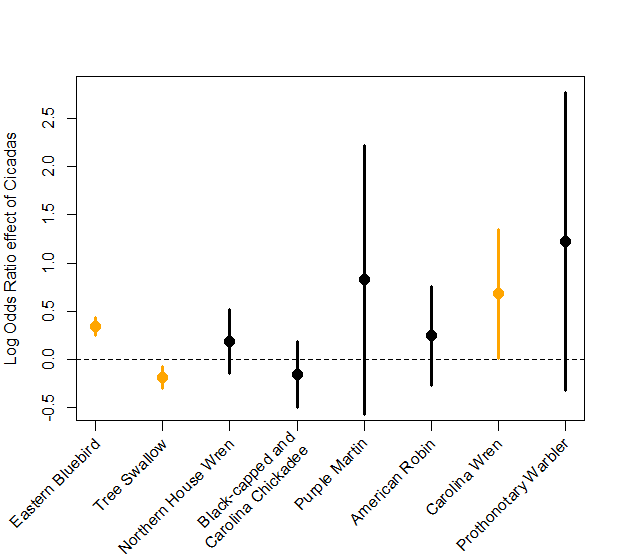 Log Odds Ratio effect of Cicadas
2.5
2.0
1.5
1.0
0.5
0.0
-0.5
Eastern Bluebird
Tree Swallow
Northern House Wren
Black-capped and
Carolina Chickadee
Purple Martin
American Robin
Carolina Wren
Prothonotary Warbler